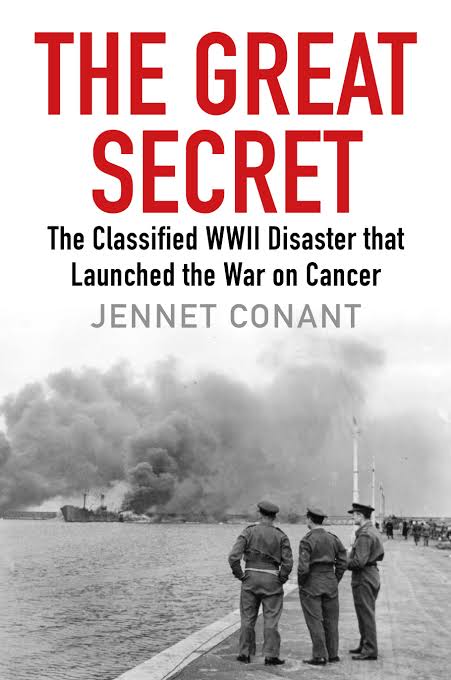 THE GREAT
SECRET
The Classified WWII Disaster that
Launched the War on Cancer
JENNET CONANT